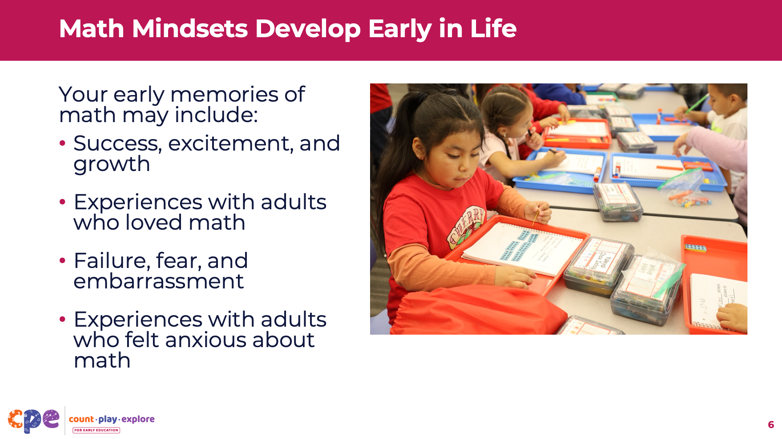 Math Mindsets Develop Early in Life
Your early memories of
math may include:
• Success, excitement, and
growth
• Experiences with adults
who loved math
• Failure, fear, and
embarrassment
• Experiences with adults
who felt anxious about
math
cpe
count·play·explore
FOR EARLY EDUCATION
6